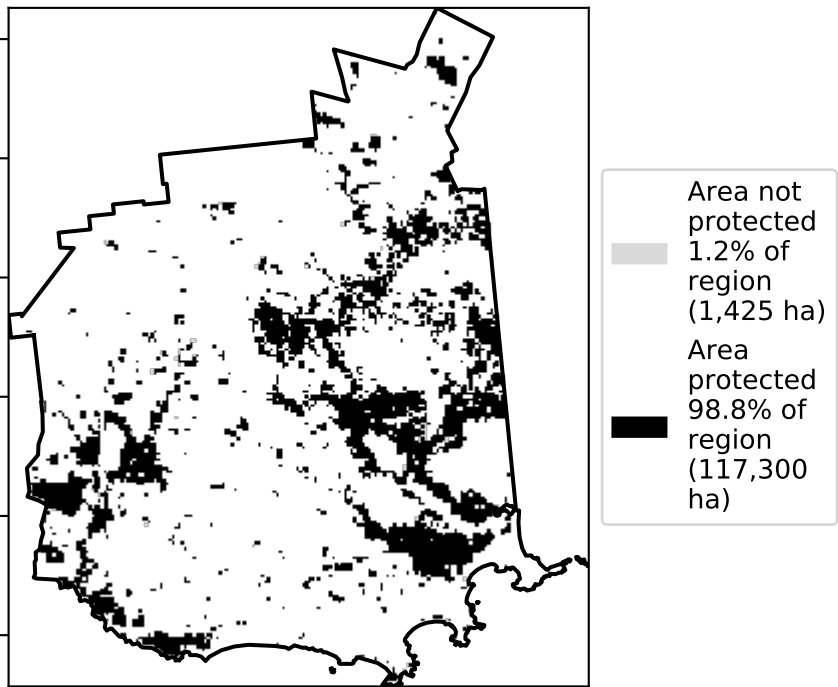 Area not
protected
1.2% of
region
(1,425 ha)
Area
protected
98.8% of
region
(117,300
ha)